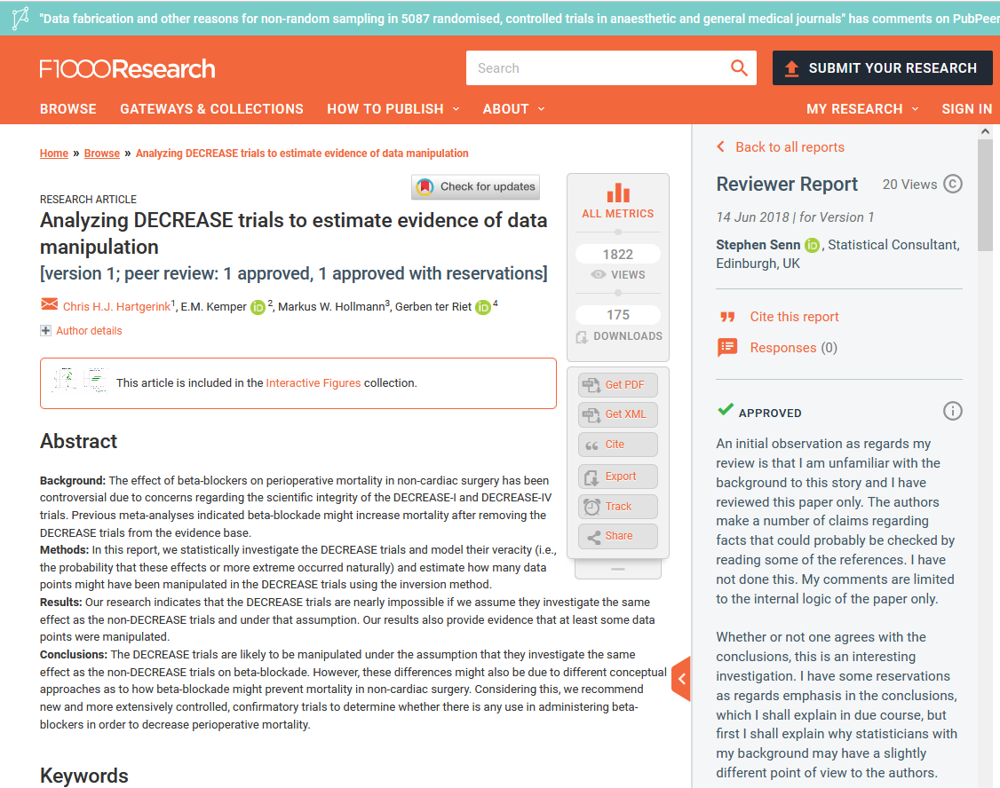 "Data fabrication and other reasons for non-random sampling in 5087 randomised, controlled trials in anaesthetic and general medical journals" has comments on PubPeer
F1000Research
Search
SUBMIT YOUR RESEARCH
BROWSE GATEWAYS & COLLECTIONS HOW TO PUBLISH ABOUT MY RESEARCH SIGN IN
Home » Browse » Analyzing DECREASE trials to estimate evidence of data manipulation
Check for updates
RESEARCH ARTICLE
Analyzing DECREASE trials to estimate evidence of data
manipulation
[version 1; peer review: 1 approved, 1 approved with reservations]
Chris H.J. Hartgerink1, E.M. Kemper iD 2, Markus W. Hollmann3, Gerben ter Riet iD 4
Author details
This article is included in the Interactive Figures collection.
Abstract
Background: The effect of beta-blockers on perioperative mortality in non-cardiac surgery has been
controversial due to concerns regarding the scientific integrity of the DECREASE-I and DECREASE-IV
trials. Previous meta-analyses indicated beta-blockade might increase mortality after removing the
DECREASE trials from the evidence base.
Methods: In this report, we statistically investigate the DECREASE trials and model their veracity (i.e.,
the probability that these effects or more extreme occurred naturally) and estimate how many data
points might have been manipulated in the DECREASE trials using the inversion method.
Results: Our research indicates that the DECREASE trials are nearly impossible if we assume they investigate the same
effect as the non-DECREASE trials and under that assumption. Our results also provide evidence that at least some data
points were manipulated.
Conclusions: The DECREASE trials are likely to be manipulated under the assumption that they investigate the same
effect as the non-DECREASE trials on beta-blockade. However, these differences might also be due to different conceptual
approaches as to how beta-blockade might prevent mortality in non-cardiac surgery. Considering this, we recommend
new and more extensively controlled, confirmatory trials to determine whether there is any use in administering beta-
blockers in order to decrease perioperative mortality.
Keywords
ALL METRICS
1822
VIEWS
175
DOWNLOADS
Get PDF
Get XML
Cite
Export
Track
Share
Back to all reports
Reviewer Report 20 Views C
14 Jun 2018 | for Version 1
Stephen Senn iD , Statistical Consultant,
Edinburgh, UK
Cite this report
Responses (0)
APPROVED
An initial observation as regards my
review is that I am unfamiliar with the
background to this story and I have
reviewed this paper only. The authors
make a number of claims regarding
facts that could probably be checked by
reading some of the references. I have
not done this. My comments are limited
to the internal logic of the paper only.
Whether or not one agrees with the
conclusions, this is an interesting
investigation. I have some reservations
as regards emphasis in the conclusions,
which I shall explain in due course, but
first I shall explain why statisticians with
my background may have a slightly
different point of view to the authors.